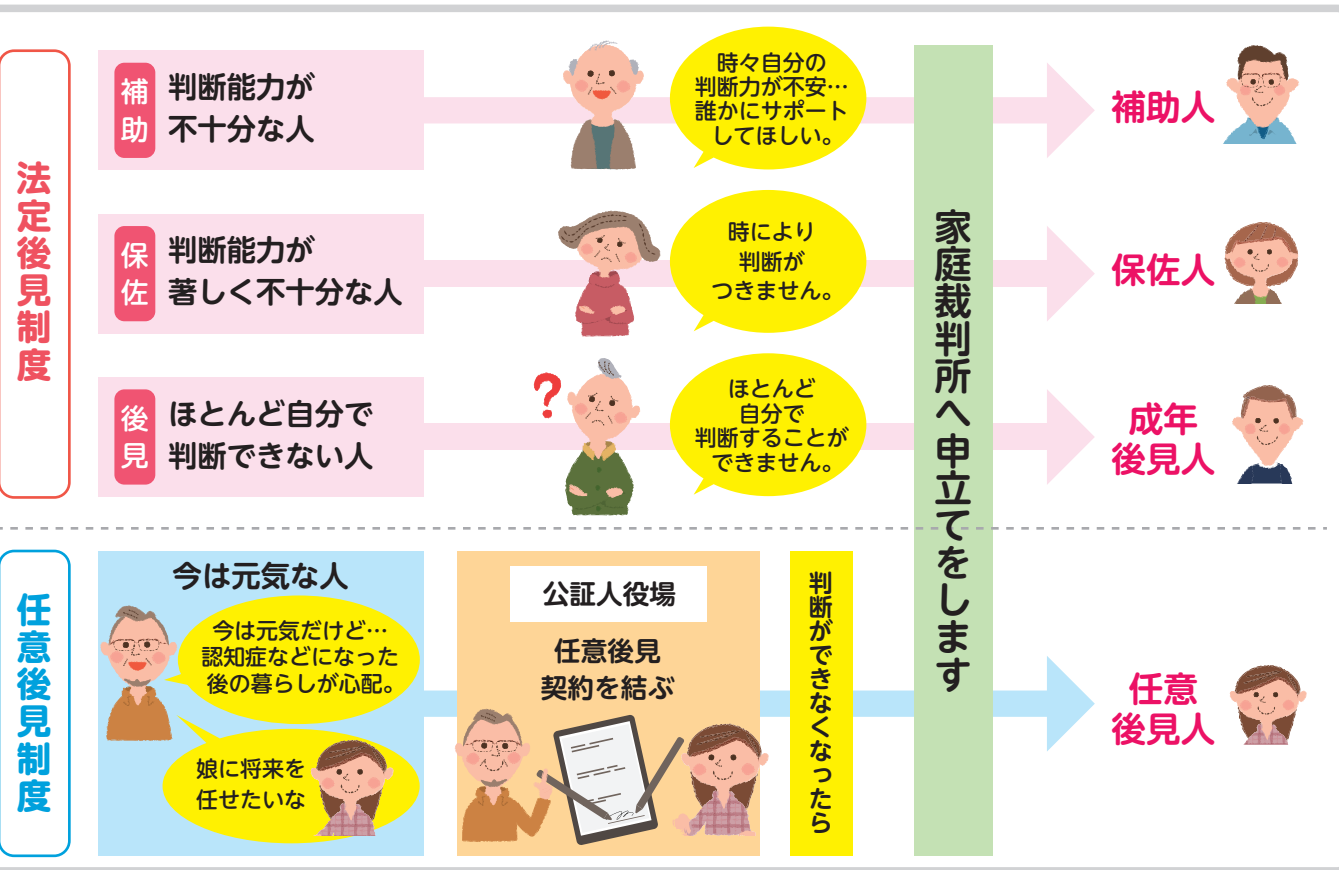 法定後見制度
補助
判断能力が
不十分な人
時々自分の
判断力が不安…
誰かにサポート
してほしい。
補助人
保佐
判断能力が
著しく不十分な人
時により
判断が
つきません。
保佐人
後見
ほとんど自分で
判断できない人
?
ほとんど
自分で
判断することが
できません。
成年
後見人
家庭裁判所へ申立てをします
任意後見制度
今は元気な人
今は元気だけど…
認知症などになった
後の暮らしが心配。
娘に将来を
任せたいな
公証人役場
任意後見
契約を結ぶ
判断ができなくなったら
任意
後見人